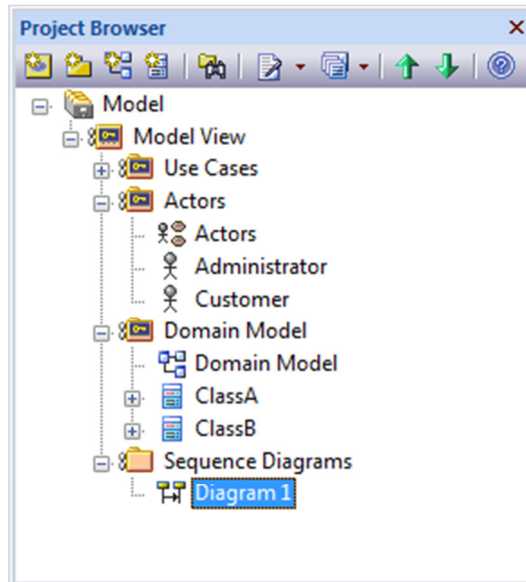 Project Browser
Model
Model View
Use Cases
Actors
Actors
Administrator
Customer
Domain Model
Domain Model
ClassA
ClassB
Sequence Diagrams
Diagram 1